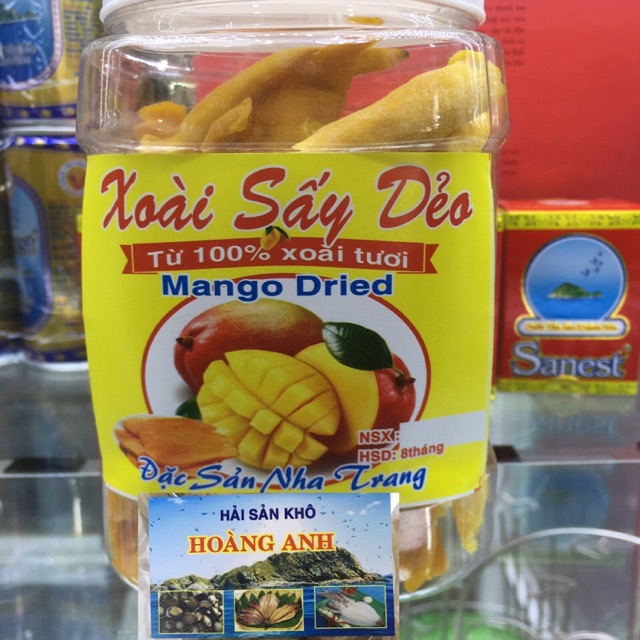 Xoài Sấy Dẻo
Từ 100% xoài tươi
Mango Dried
NSX :
HSD: 8tháng
Đặc Sản Nha Trang
HẢI SẢN KHÔ
HOÀNG ANH
Sanest